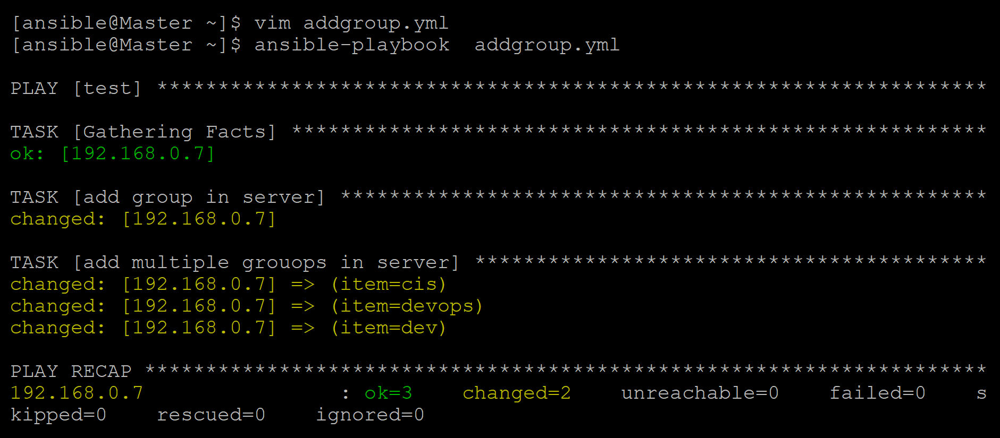 [ansible@Master ~]$ vim addgroup.yml
[ansible@Master ~]$ ansible-playbook  addgroup.yml
PLAY [test] ********************************************************************
TASK [Gathering Facts] *********************************************************
ok: [192.168.0.7]
TASK [add group in server] *****************************************************
changed: [192.168.0.7]
TASK [add multiple grouops in server] ******************************************
changed: [192.168.0.7] => (item=cis)
changed: [192.168.0.7] => (item=devops)
changed: [192.168.0.7] => (item=dev)
PLAY RECAP *********************************************************************
192.168.0.7                : ok=3    changed=2    unreachable=0    failed=0    s
kipped=0    rescued=0    ignored=0